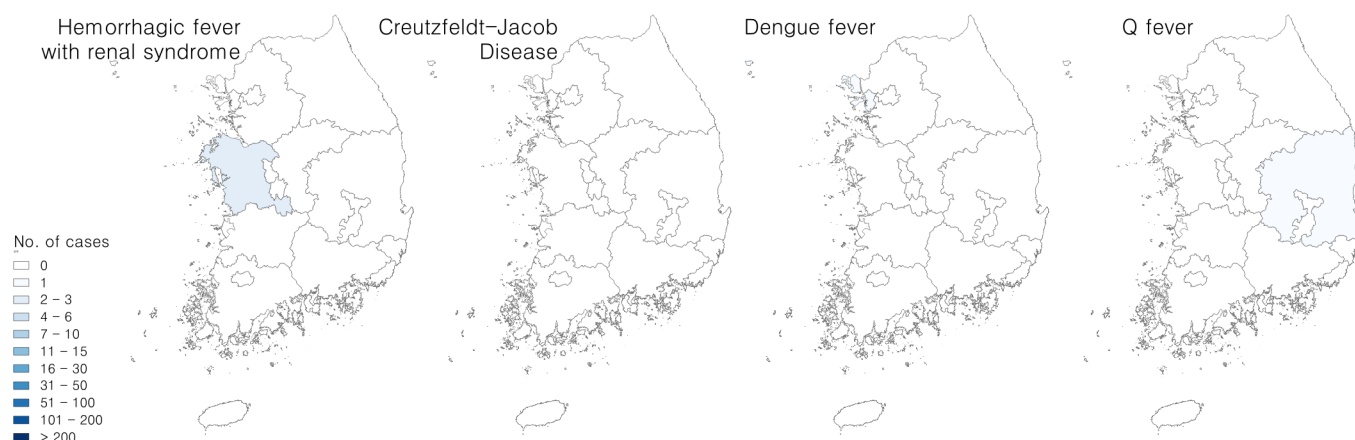 Hemorrhagic fever
with renal syndrome
Creutzfeldt-Jacob
Disease
Dengue fever
Q fever
No. of cases
0
1
2 - 3
4 - 6
7 - 10
11 - 15
16 - 30
31 - 50
51 - 100
101 - 200
> 200